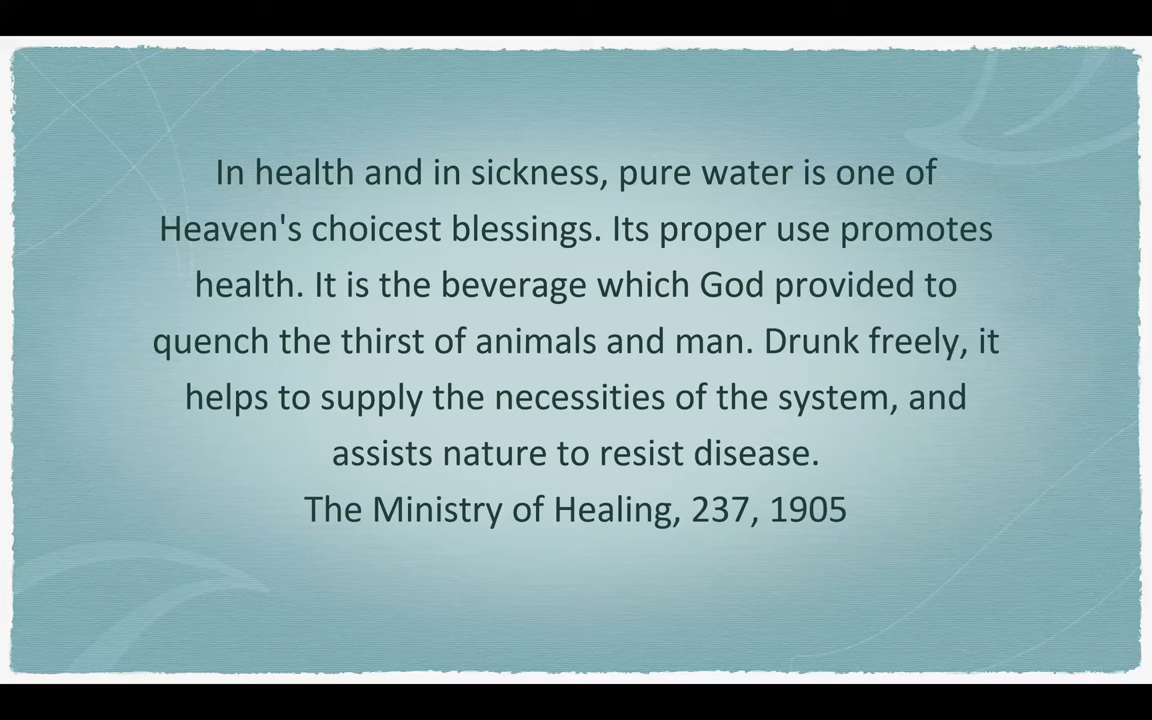 In health and in sickness, pure water is one of
Heaven's choicest blessings. Its proper use promotes
health. It is the beverage which God provided to
quench the thirst of animals and man. Drunk freely, it
helps to supply the necessities of the system, and
assists nature to resist disease.
The Ministry of Healing, 237, 1905